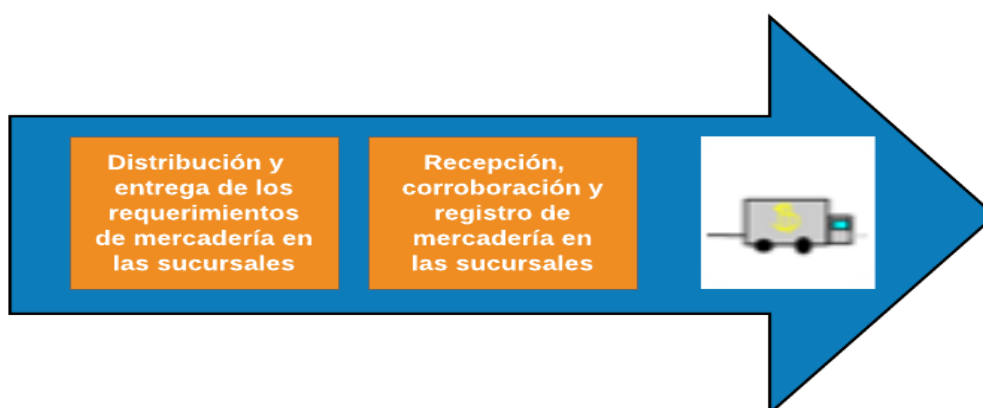 Distribución y
entrega de los
requerimientos
de mercadería en
las sucursales
Recepción,
corroboración y
registro de
mercadería en
las sucursales